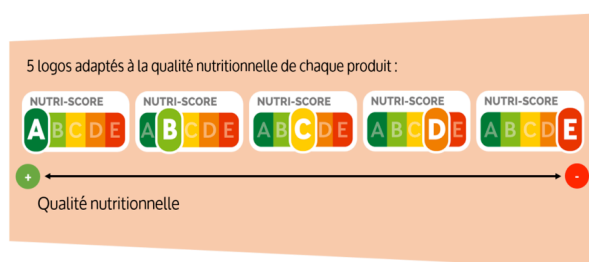 5 logos adaptés à la qualité nutritionnelle de chaque produit :
NUTRI-SCORE NUTRI-SCORE NUTRI-SCORE NUTRI-SCORE NUTRI-SCORE
A B C D E A B C D E A B C D E A B C D E A B C D E
+ -
Qualité nutritionnelle